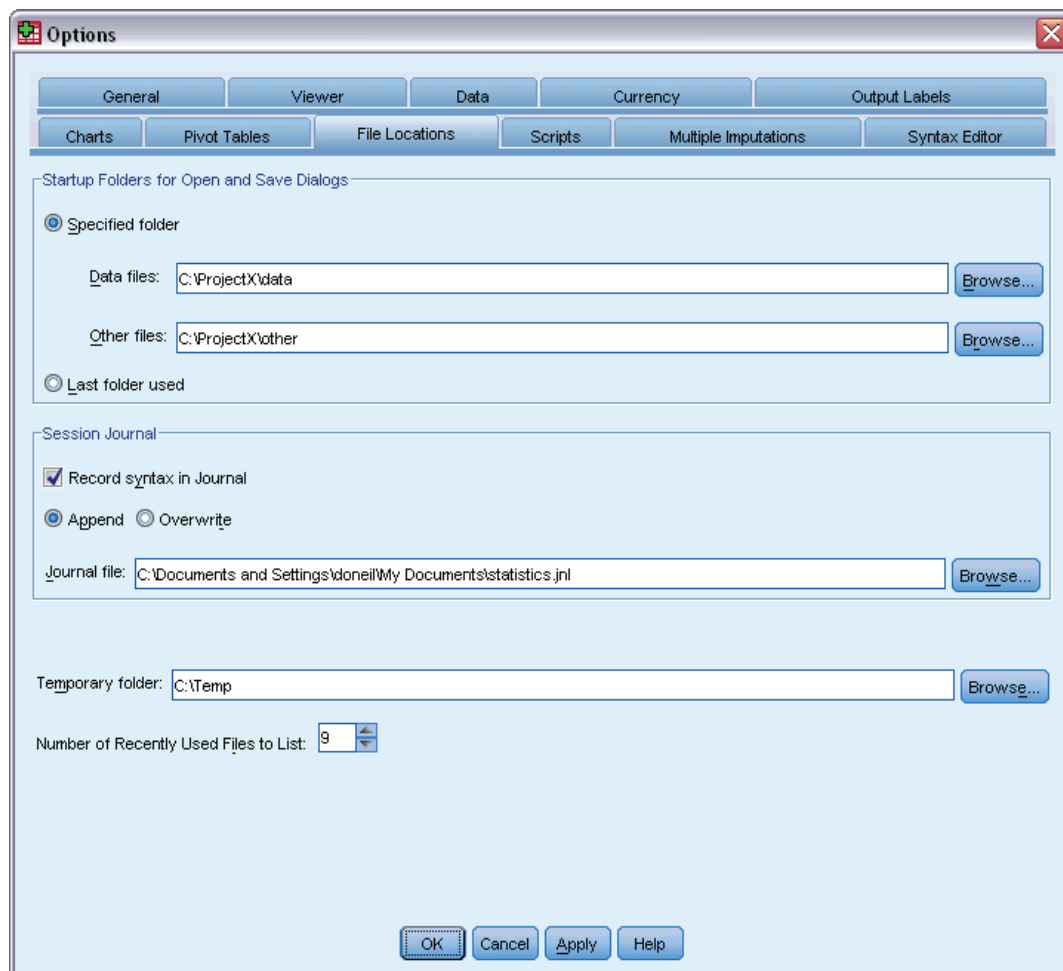 Options
General Viewer Data Currency Output Labels
Charts Pivot Tables File Locations Scripts Multiple Imputations Syntax Editor
Startup Folders for Open and Save Dialogs
Specified folder
Data files: C:\ProjectX\data Browse...
Other files: C:\ProjectX\other Browse...
Last folder used
Session Journal
Record syntax in Journal
Append Overwrite
Journal file: C:\Documents and Settings\doneil\My Documents\statistics.jnl Browse...
Temporary folder: C:\Temp Browse...
Number of Recently Used Files to List: 9
OK Cancel Apply Help